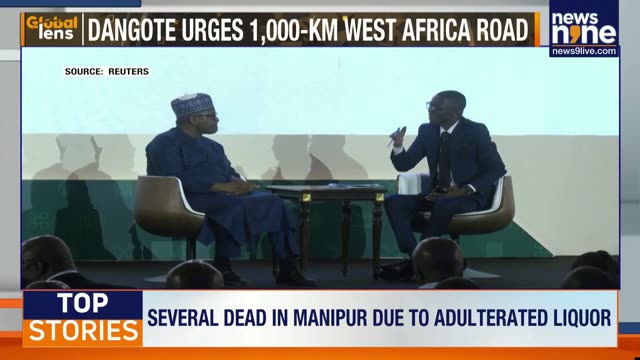 Global
lens
DANGOTE URGES 1,000-KM WEST AFRICA ROAD
news
nine
news9live.com
SOURCE: REUTERS
TOP
STORIES
SEVERAL DEAD IN MANIPUR DUE TO ADULTERATED LIQUOR